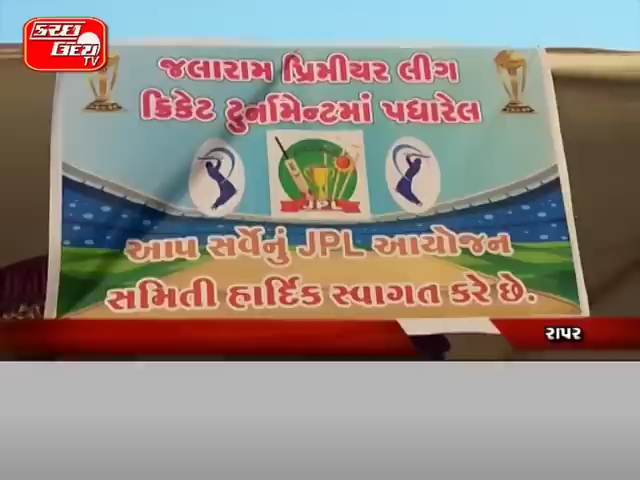 કચ્છ ઉદય TV
જલારામ પ્રિમીયર લીગ
ક્રિકેટ ટુર્નામેન્ટમાં પધારેલ
JPL
આપ સર્વેનું JPL આયોજન
સમિતી હાર્દિક સ્વાગત કરે છે.
રાપર